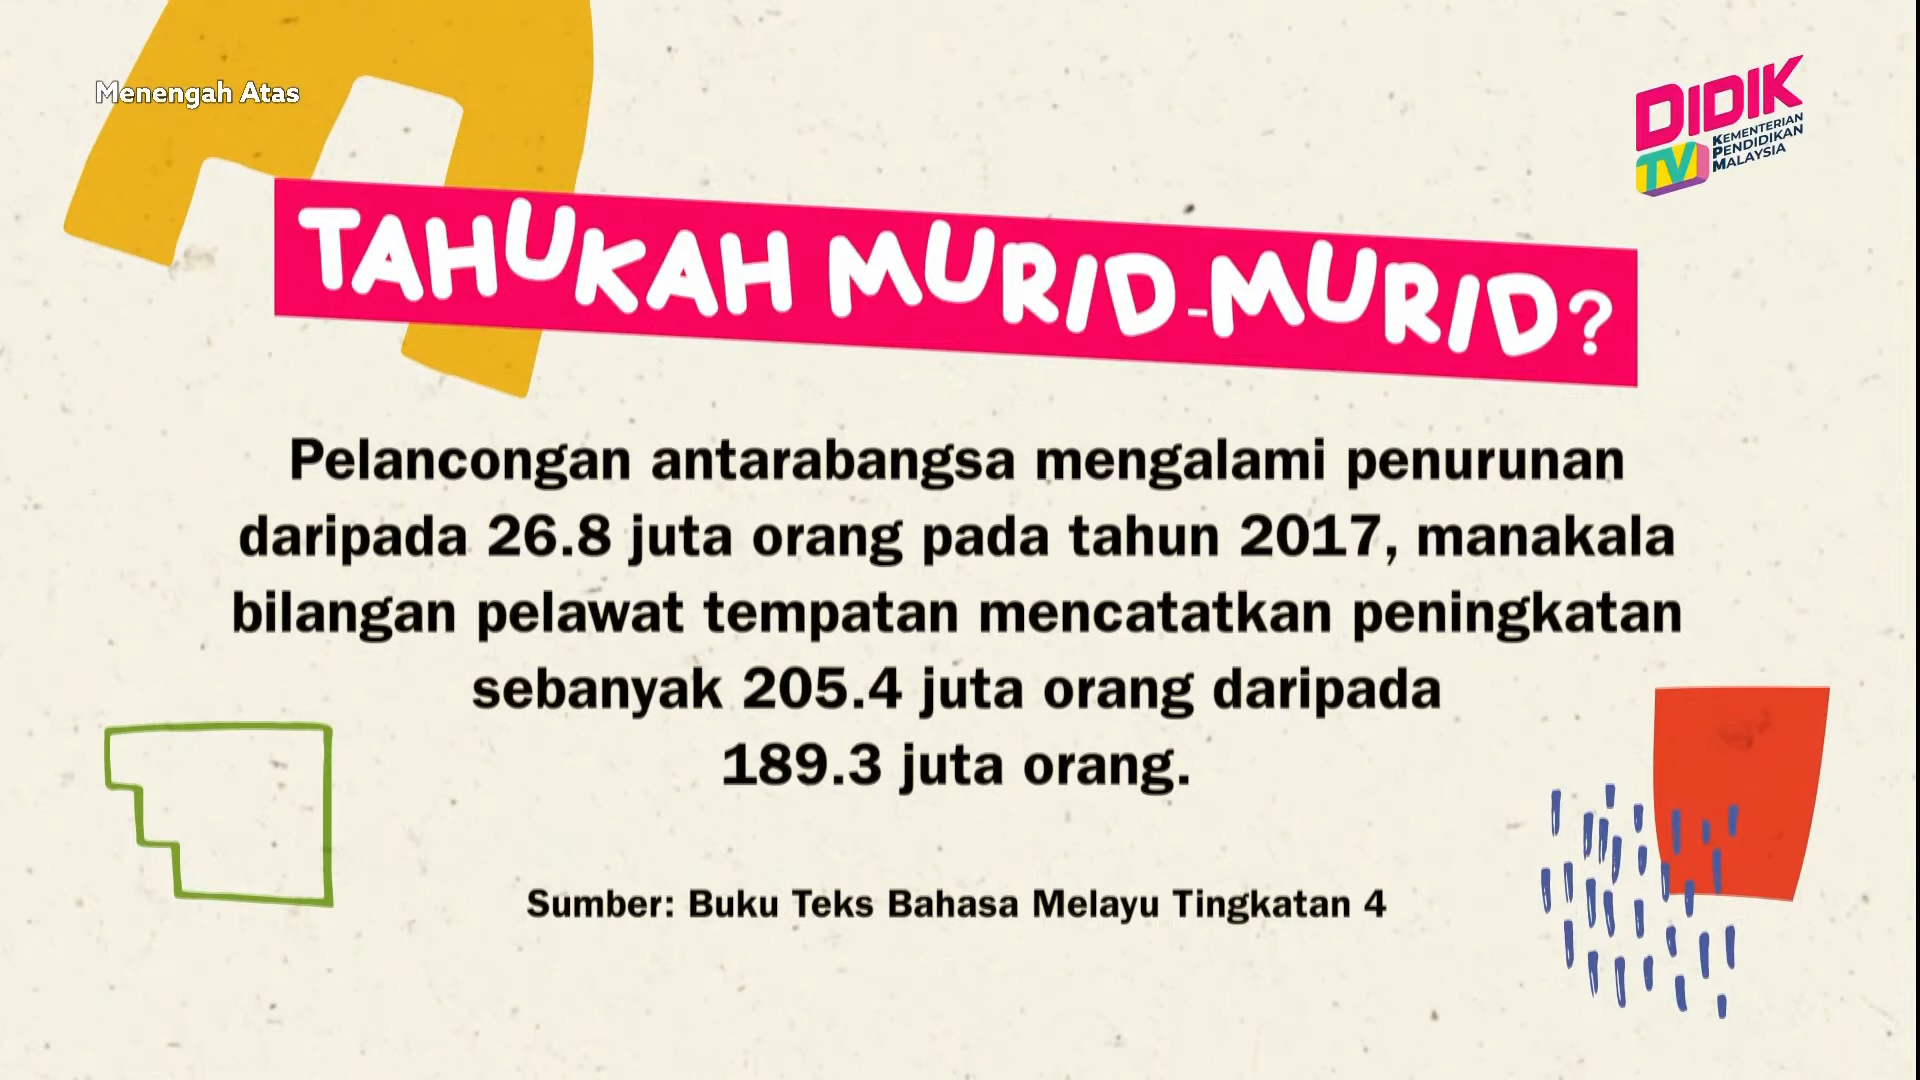 Menengah Atas
DIDIK
TV
KEMENTERIAN
PENDIDIKAN
MALAYSIA
TAHUKAH MURID-MURID?
Pelancongan antarabangsa mengalami penurunan
daripada 26.8 juta orang pada tahun 2017, manakala
bilangan pelawat tempatan mencatatkan peningkatan
sebanyak 205.4 juta orang daripada
189.3 juta orang.
Sumber: Buku Teks Bahasa Melayu Tingkatan 4